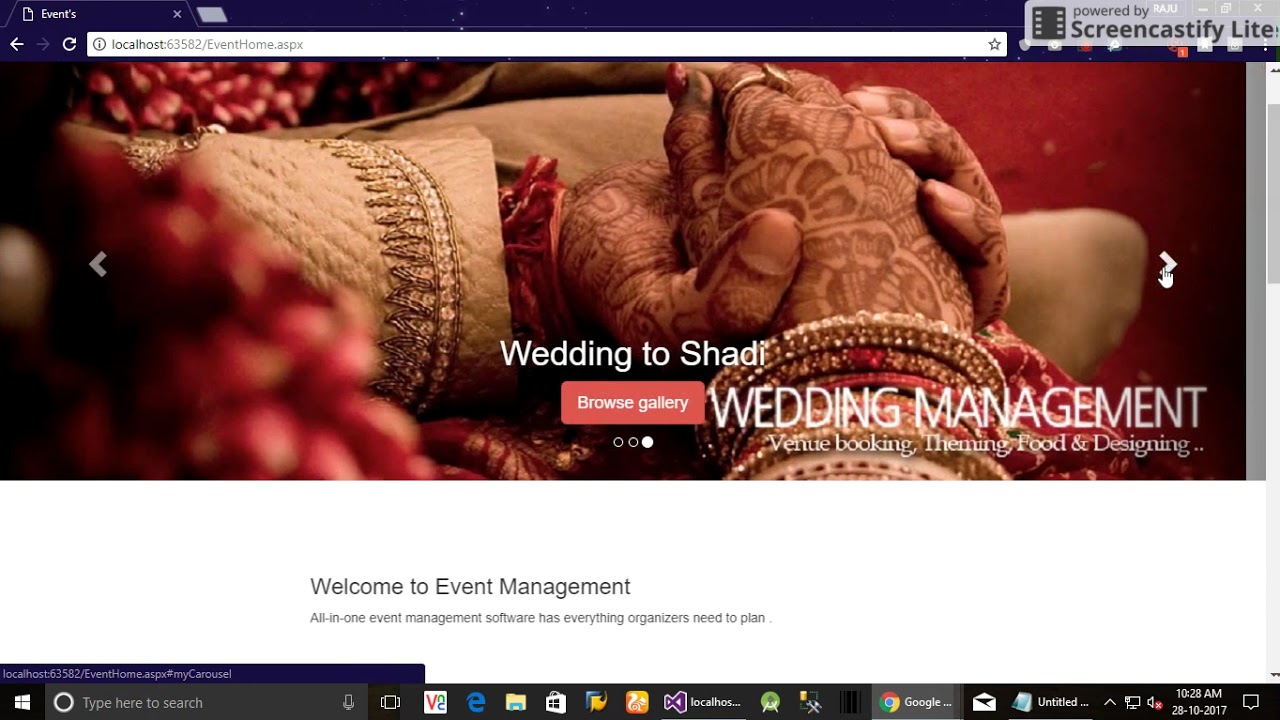 Event's
RAJU
powered by
Screencastify Lite
localhost:63582/EventHome.aspx
1
Wedding to Shadi
Browse gallery
WEDDING MANAGEMENT
Venue booking, Theming, Food & Designing ..
Welcome to Event Management
All-in-one event management software has everything organizers need to plan .
localhost:63582/EventHome.aspx#myCarousel
Type here to search
localhos...
Google ...
Untitled ...
10:28 AM
28-10-2017